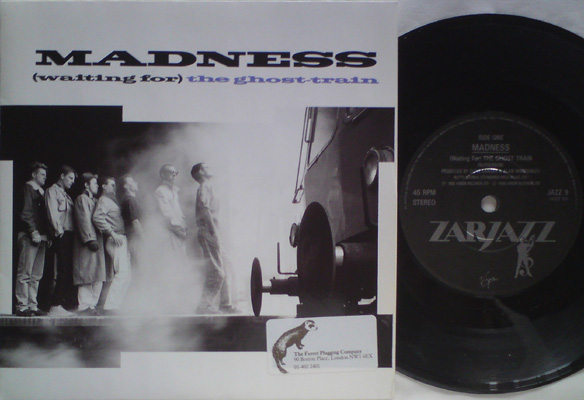 MADNESS
(waiting for) the ghost-train
The Ferret Plugging Company
SIDE ONE
MADNESS
(Waiting For) THE GHOST TRAIN
45 RPM
STEREO
JAZZ 9
ZARJAZZ
Virgin